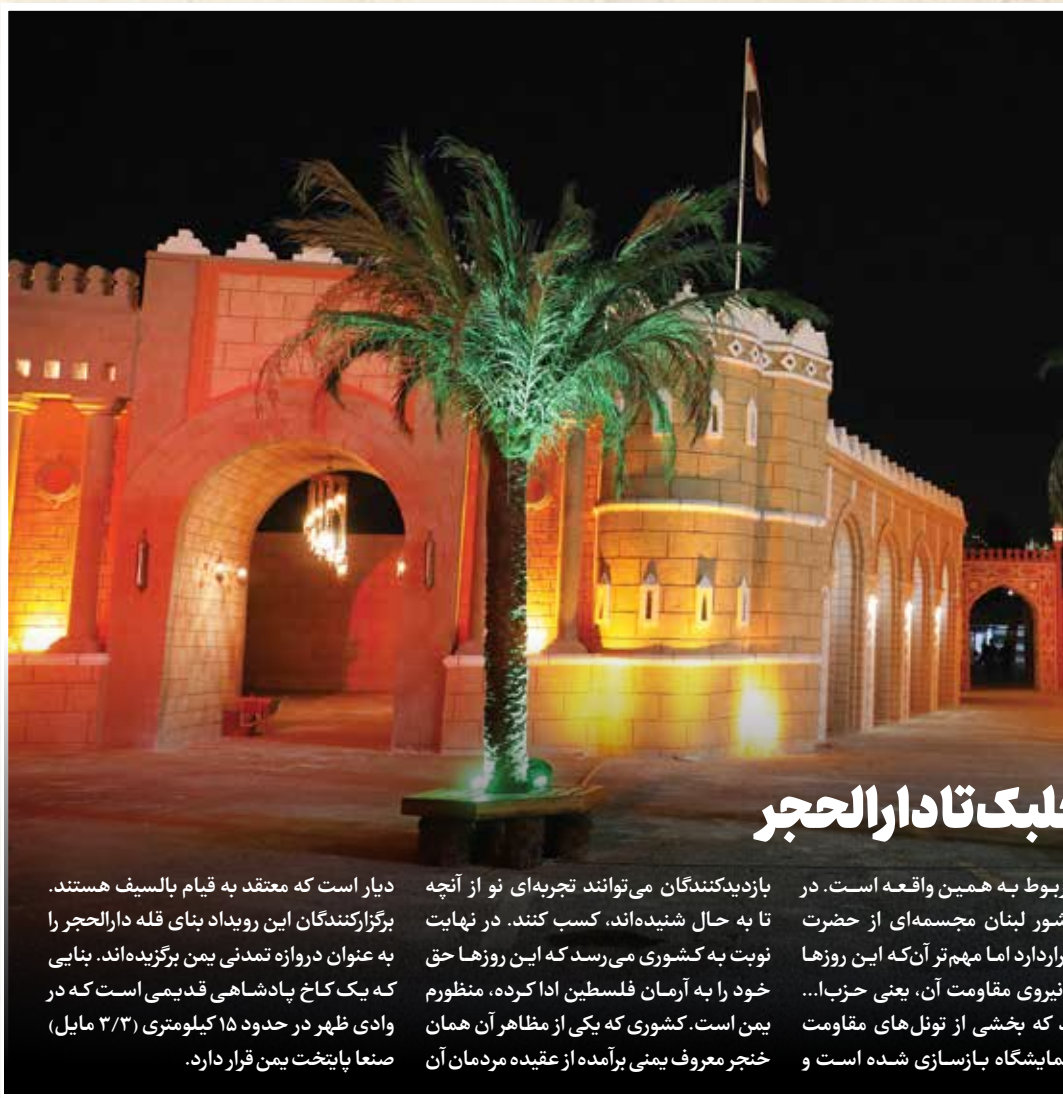 علبک تا دارالحجر
ربوط به همین واقعه است. در
شور لبنان مجسمه‌ای از حضرت
راردارد اما مهم‌تر آن‌که این روزها
نیروی مقاومت آن، یعنی حزب‌ا...
که بخشی از تونل‌های مقاومت
مایشگاه بازسازی شده است و
بازدیدکنندگان می‌توانند تجربه‌ای نو از آنچه
تا به حال شنیده‌اند، کسب کنند. در نهایت
نوبت به کشوری می‌رسد که این روزها حق
خود را به آرمان فلسطین ادا کرده، منظورم
یمن است. کشوری که یکی از مظاهر آن همان
خنجر معروف یمنی برآمده از عقیده مردمان آن
دیار است که معتقد به قیام بالسیف هستند.
برگزارکنندگان این رویداد بنای قله دارالحجر را
به عنوان دروازه تمدنی یمن برگزیده‌اند. بنایی
که یک کاخ پادشاهی قدیمی است که در
وادی ظهر در حدود ۱۵ کیلومتری (۳/۳ مایل)
صنعا پایتخت یمن قرار دارد.